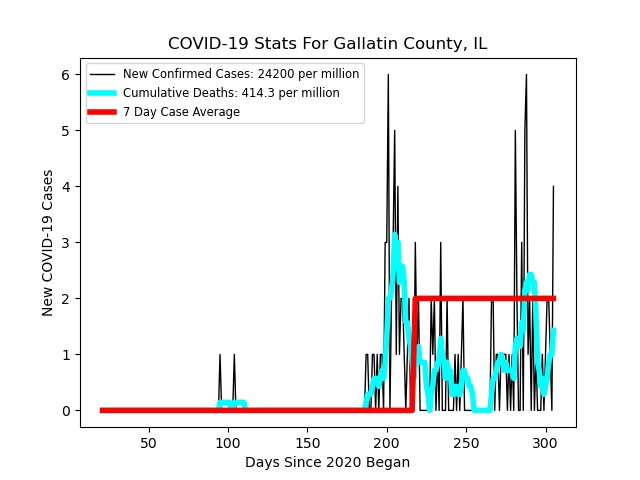 COVID-19 Stats For Gallatin County, IL
New Confirmed Cases: 24200 per million
Cumulative Deaths: 414.3 per million
7 Day Case Average
New COVID-19 Cases
6
5
4
3
2
1
0
50 100 150 200 250 300
Days Since 2020 Began